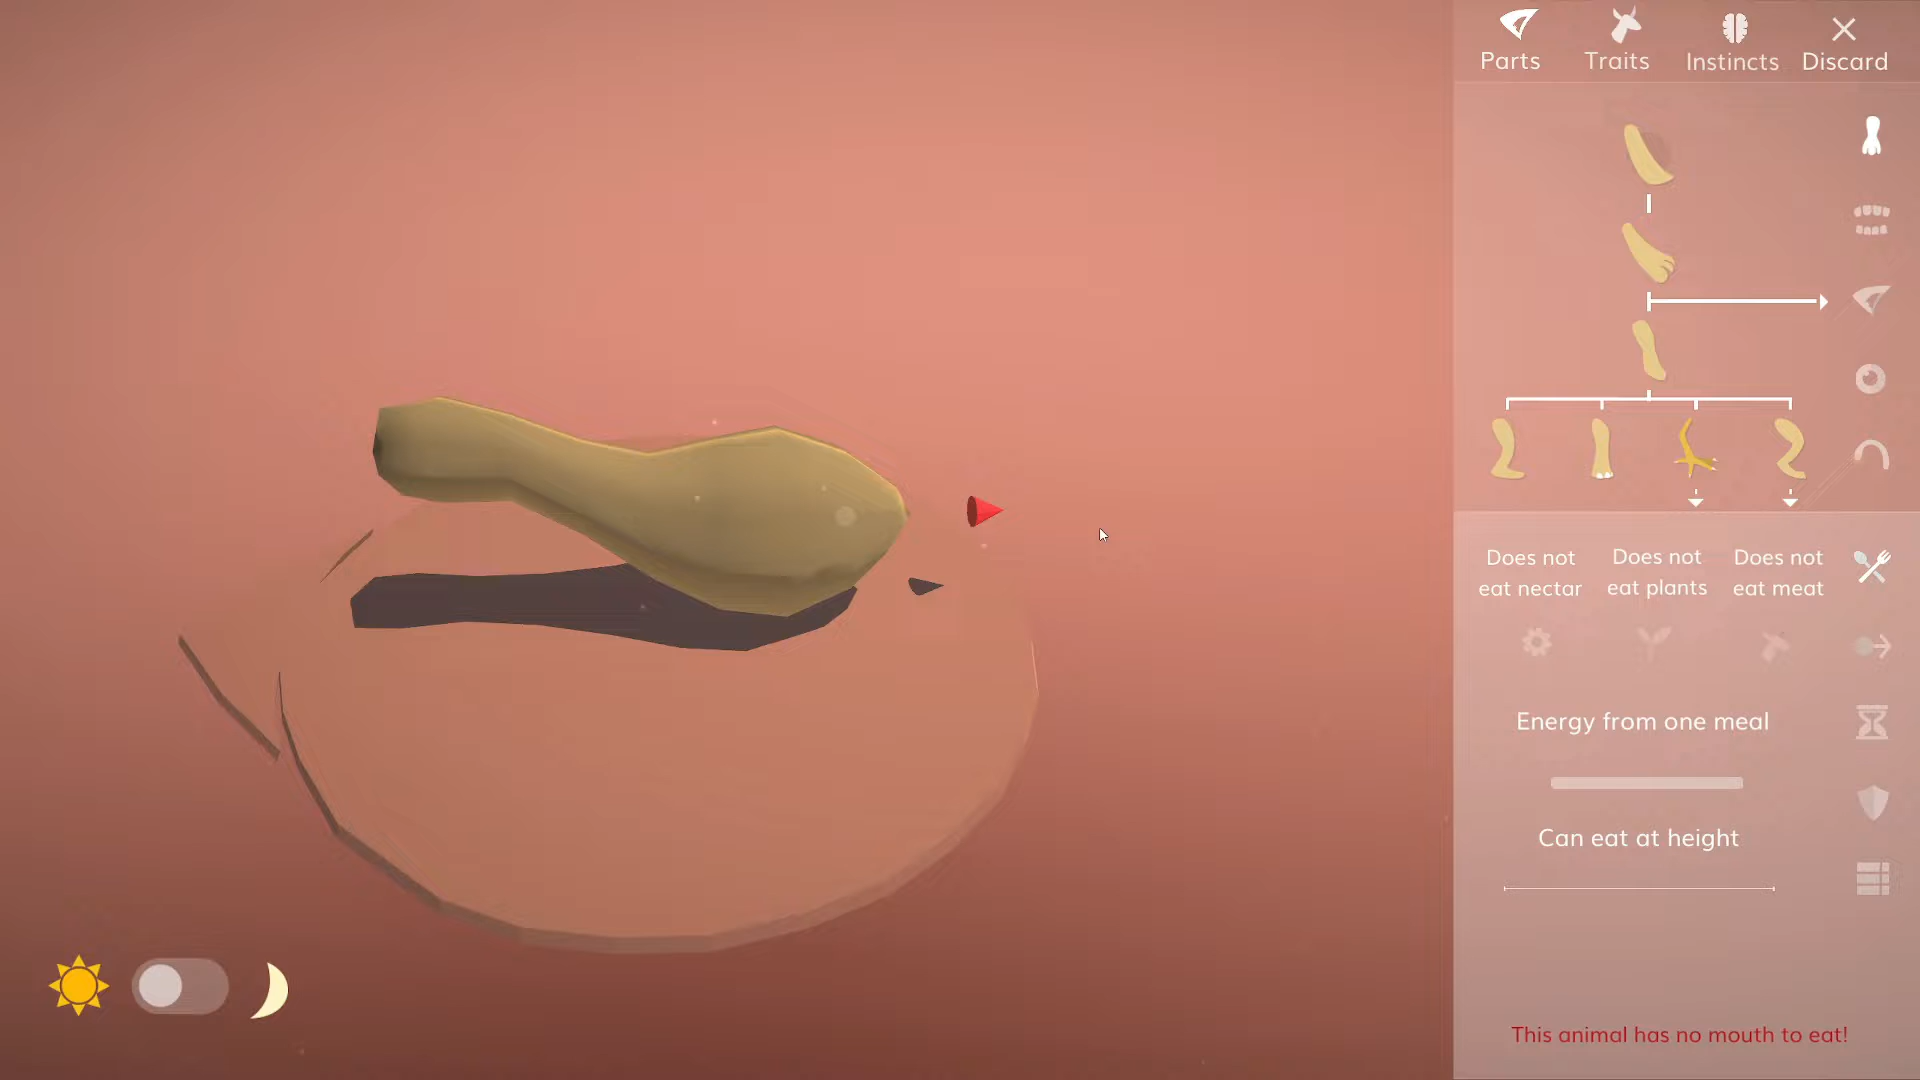 Parts Traits Instincts Discard
Does not eat nectar
Does not eat plants
Does not eat meat
Energy from one meal
Can eat at height
This animal has no mouth to eat!